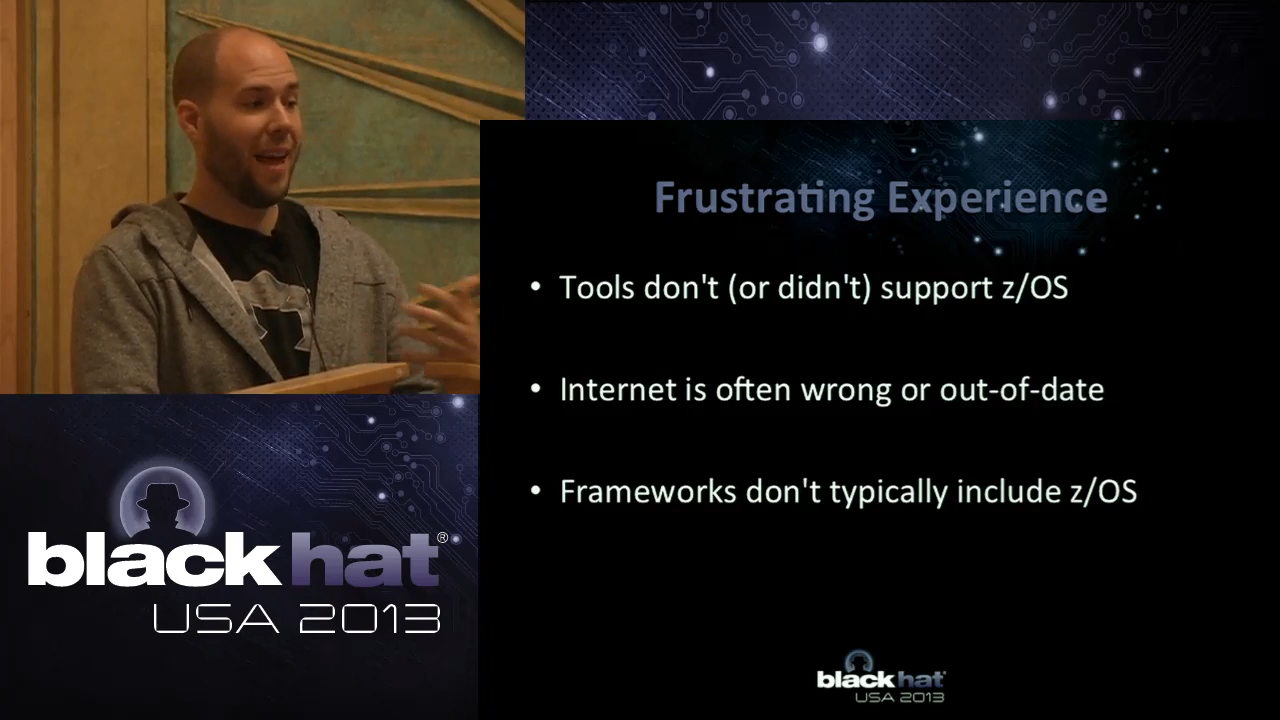 Frustrating Experience
• Tools don't (or didn't) support z/OS
• Internet is often wrong or out-of-date
• Frameworks don't typically include z/OS
black hat®
USA 2013
black hat®
USA 2013